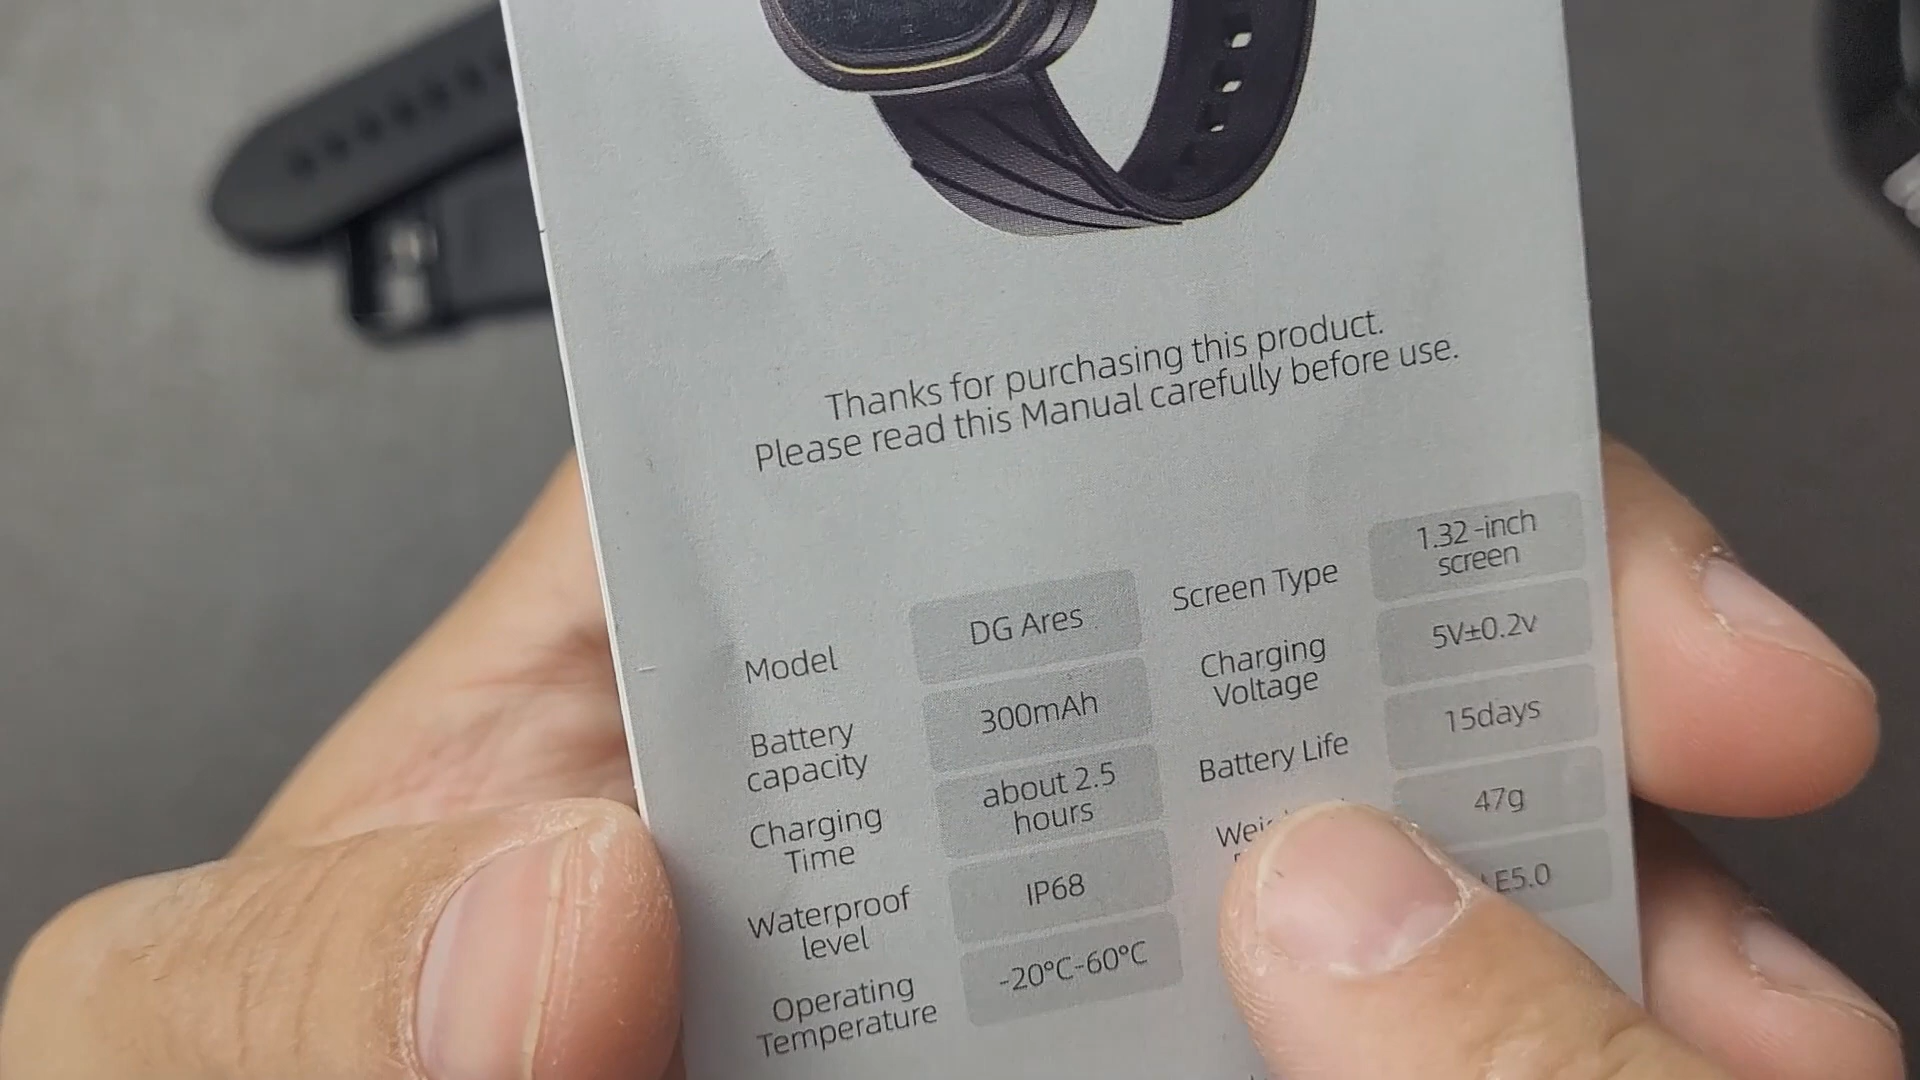 Thanks for purchasing this product.
Please read this Manual carefully before use.
Model
DG Ares
Screen Type
1.32 -inch
screen
Battery
capacity
300mAh
Charging
Voltage
5V±0.2v
Charging
Time
about 2.5
hours
Battery Life
15days
Waterproof
level
IP68
47g
Operating
Temperature
-20°C-60°C
E5.0